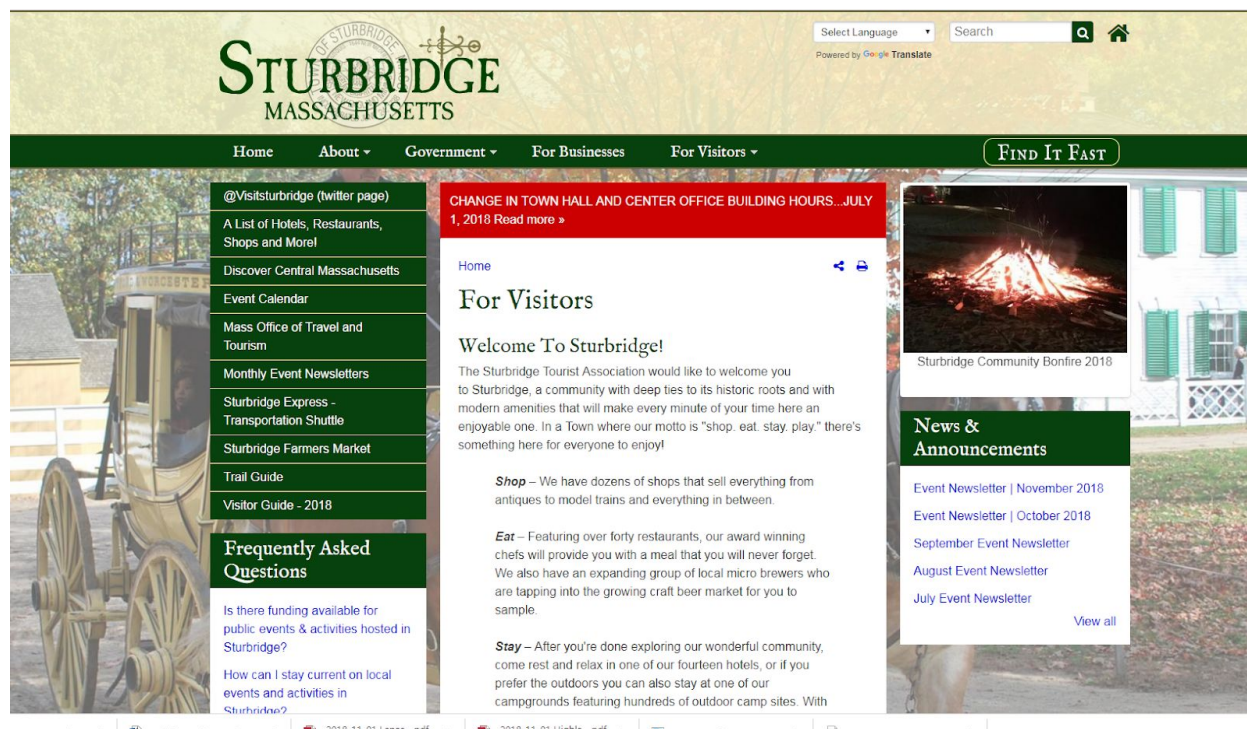 STURBRIDGE
MASSACHUSETTS
Select Language
Search
Powered by Google Translate
Home About Government For Businesses For Visitors FIND IT FAST
@Visitsturbridge (twitter page)
A List of Hotels, Restaurants,
Shops and More!
Discover Central Massachusetts
Event Calendar
Mass Office of Travel and
Tourism
Monthly Event Newsletters
Sturbridge Express -
Transportation Shuttle
Sturbridge Farmers Market
Trail Guide
Visitor Guide - 2018
Frequently Asked
Questions
Is there funding available for
public events & activities hosted in
Sturbridge?
How can I stay current on local
events and activities in
Sturbridge?
CHANGE IN TOWN HALL AND CENTER OFFICE BUILDING HOURS...JULY
1, 2018 Read more »
Home
For Visitors
Welcome To Sturbridge!
The Sturbridge Tourist Association would like to welcome you
to Sturbridge, a community with deep ties to its historic roots and with
modern amenities that will make every minute of your time here an
enjoyable one. In a Town where our motto is "shop. eat. stay. play." there's
something here for everyone to enjoy!
Shop – We have dozens of shops that sell everything from
antiques to model trains and everything in between.
Eat – Featuring over forty restaurants, our award winning
chefs will provide you with a meal that you will never forget.
We also have an expanding group of local micro brewers who
are tapping into the growing craft beer market for you to
sample.
Stay – After you're done exploring our wonderful community,
come rest and relax in one of our fourteen hotels, or if you
prefer the outdoors you can also stay at one of our
campgrounds featuring hundreds of outdoor camp sites. With
Sturbridge Community Bonfire 2018
News &
Announcements
Event Newsletter | November 2018
Event Newsletter | October 2018
September Event Newsletter
August Event Newsletter
July Event Newsletter
View all
WORCESTER